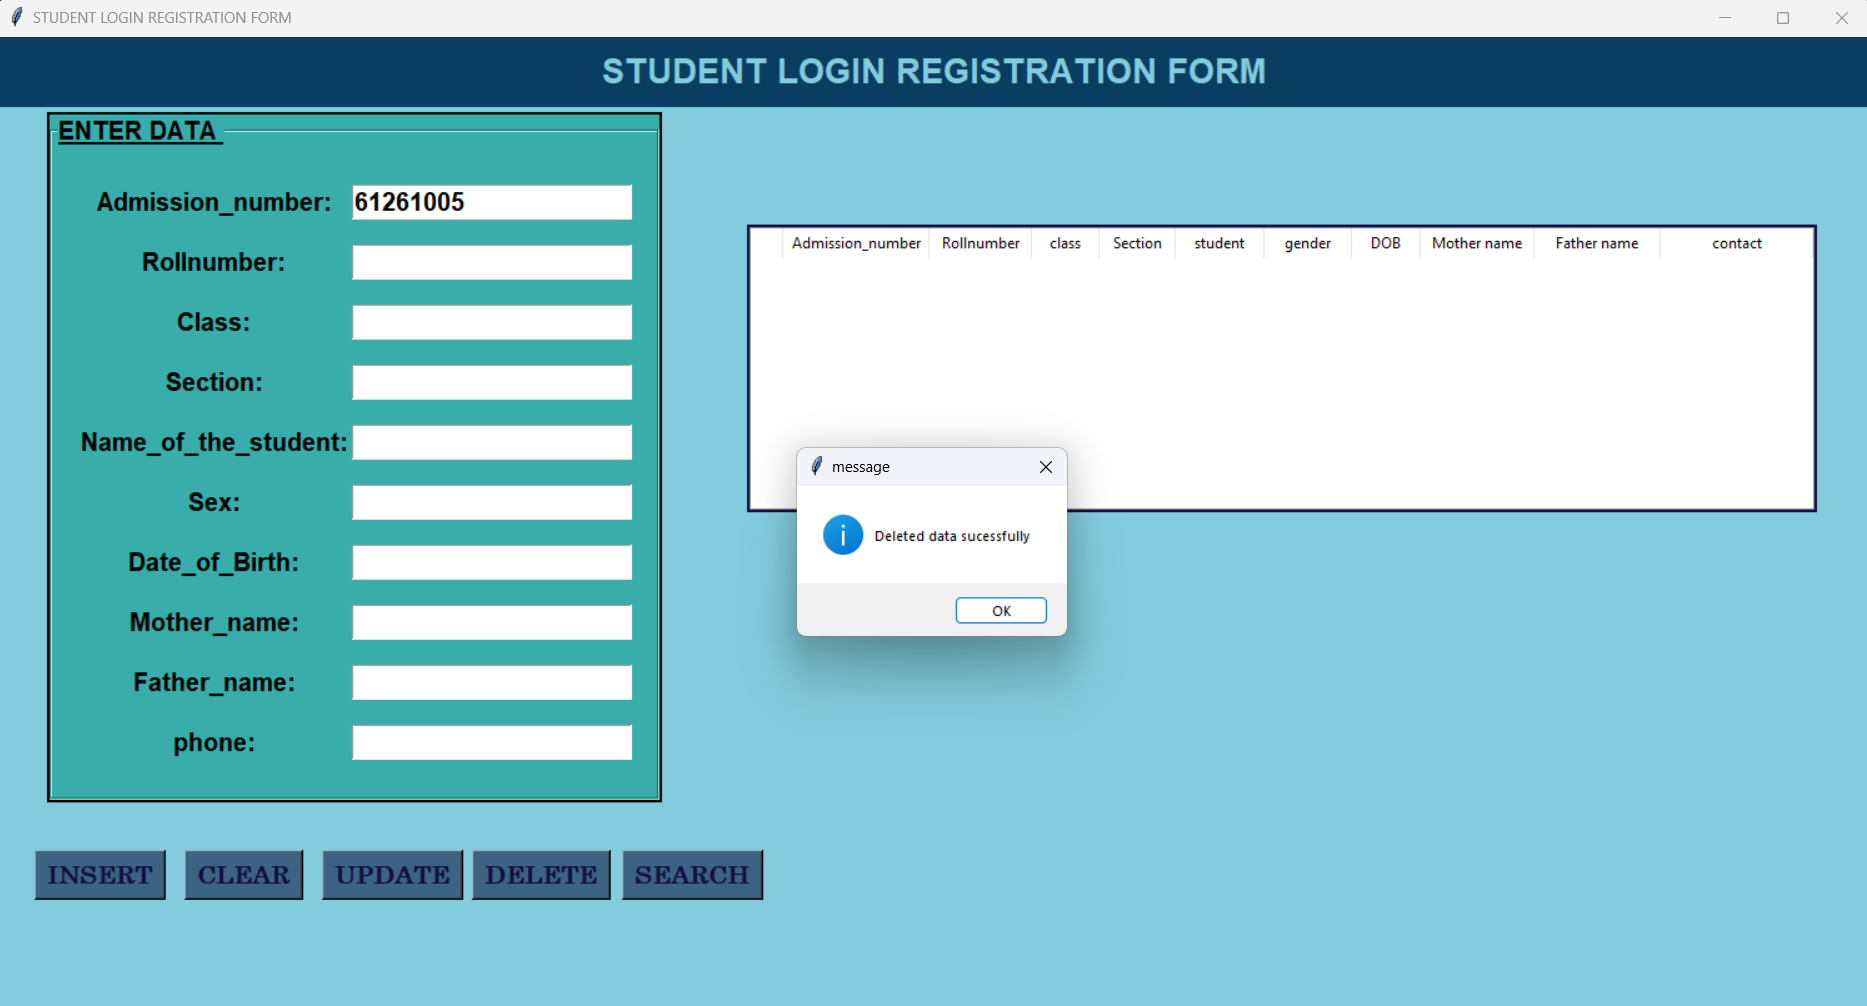 STUDENT LOGIN REGISTRATION FORM
STUDENT LOGIN REGISTRATION FORM
ENTER DATA
Admission_number: 61261005
Rollnumber:
Class:
Section:
Name_of_the_student:
Sex:
Date_of_Birth:
Mother_name:
Father_name:
phone:
Admission_number Rollnumber class Section student gender DOB Mother name Father name contact
message
Deleted data sucessfully
OK
INSERT CLEAR UPDATE DELETE SEARCH